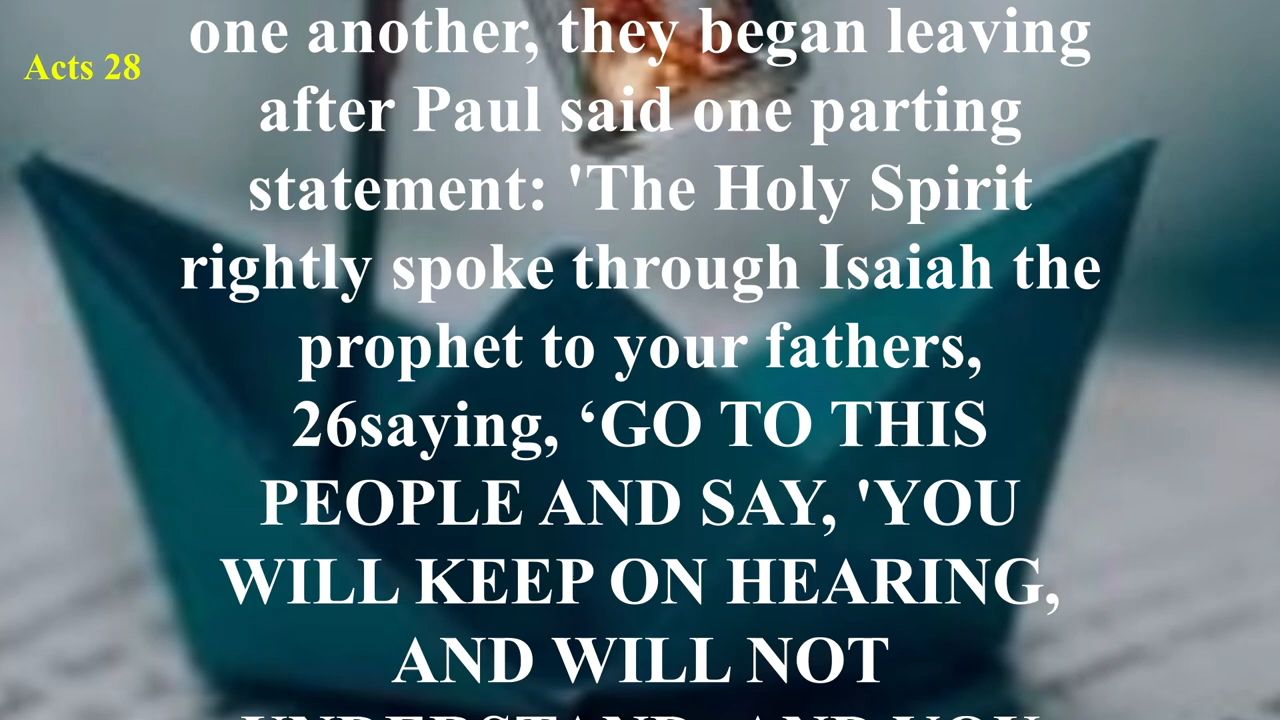 Acts 28
one another, they began leaving
after Paul said one parting
statement: 'The Holy Spirit
rightly spoke through Isaiah the
prophet to your fathers,
26saying, ‘GO TO THIS
PEOPLE AND SAY, 'YOU
WILL KEEP ON HEARING,
AND WILL NOT